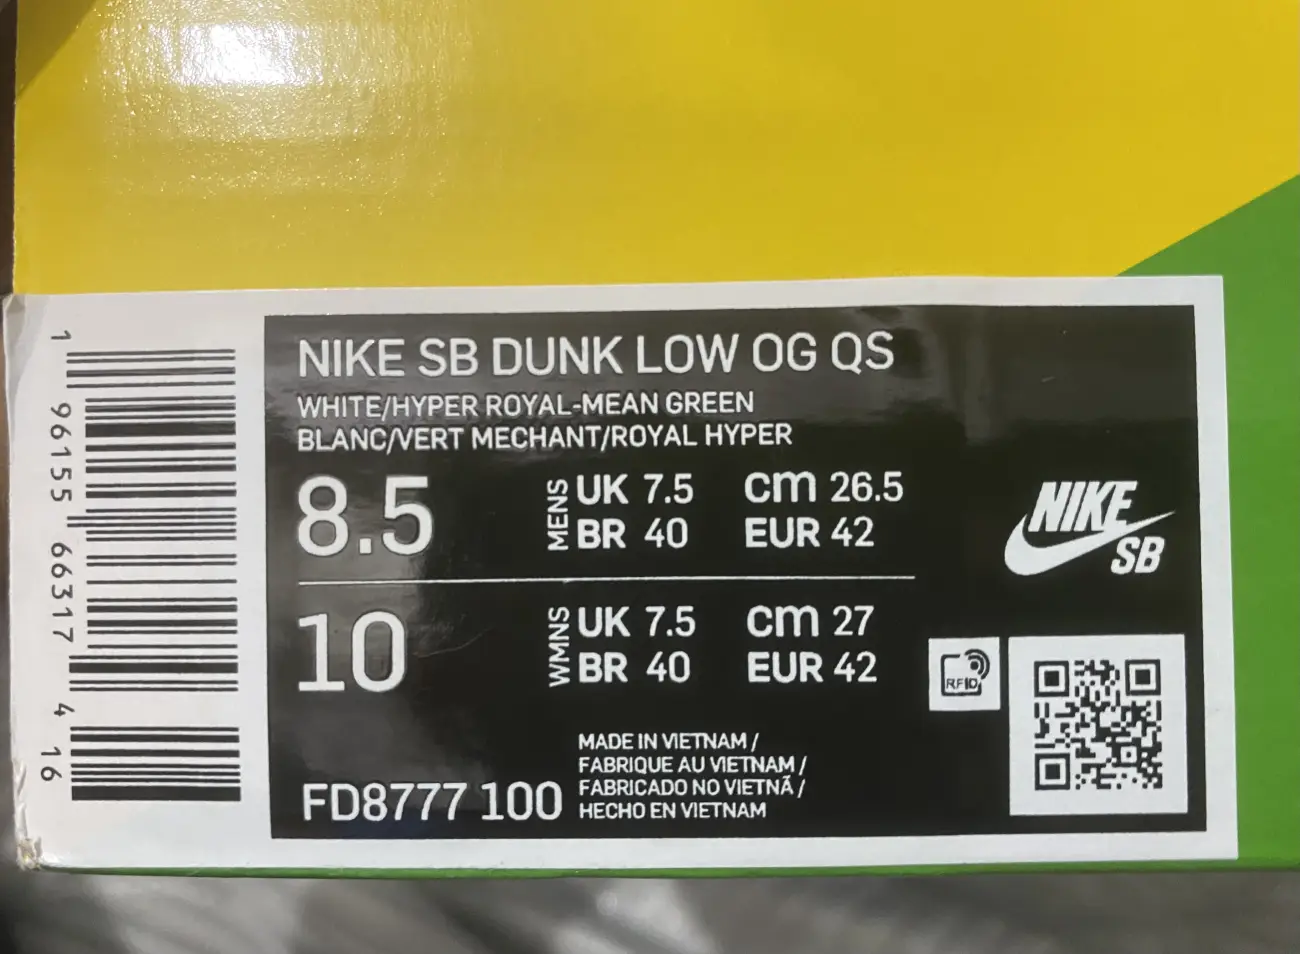 NIKE SB DUNK LOW OG QS
WHITE/HYPER ROYAL-MEAN GREEN
BLANC/VERT MECHANT/ROYAL HYPER
8.5 MENS UK 7.5 cm 26.5
BR 40 EUR 42
10 WMNS UK 7.5 cm 27
BR 40 EUR 42
MADE IN VIETNAM /
FABRIQUE AU VIETNAM /
FABRICADO NO VIETNÃ /
HECHO EN VIETNAM
FD8777 100
NIKE
SB
RFID
1 96155 66317 4 16